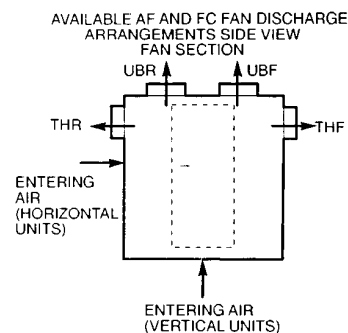 AVAILABLE AF AND FC FAN DISCHARGE
ARRANGEMENTS SIDE VIEW
FAN SECTION
UBR
UBF
THR
THF
ENTERING
AIR
(HORIZONTAL
UNITS)
ENTERING AIR
(VERTICAL UNITS)